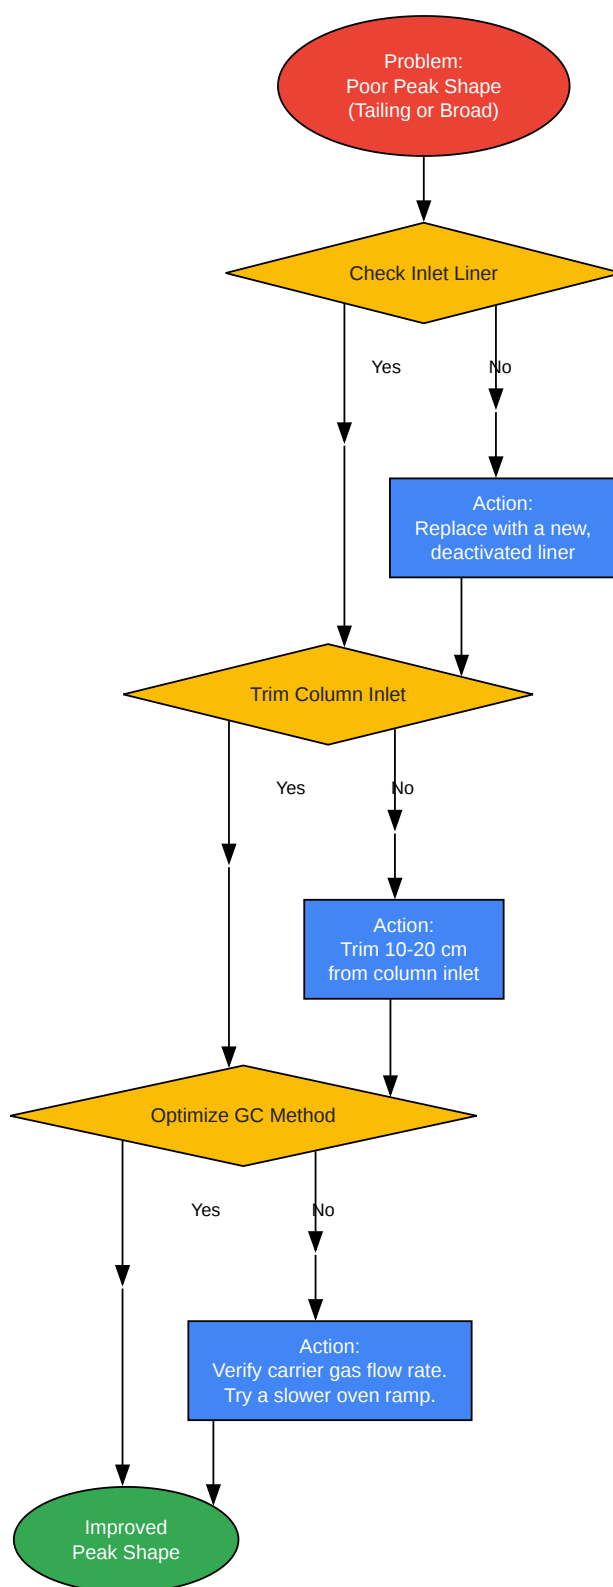 Problem:
Poor Peak Shape
(Tailing or Broad)
Check Inlet Liner
Yes
No
Action:
Replace with a new,
deactivated liner
Trim Column Inlet
Yes
No
Action:
Trim 10-20 cm
from column inlet
Optimize GC Method
Yes
No
Action:
Verify carrier gas flow rate.
Try a slower oven ramp.
Improved
Peak Shape